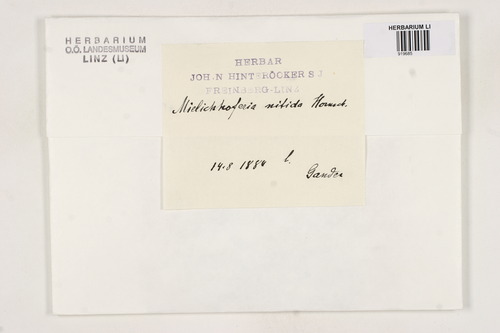 HERBARIUM
O.Ö. LANDESMUSEUM
LINZ (LI)
HERBARIUM LI
HERBAR
JOH.N HINTERÖCKER S J
FREINBERG-LINZ
Mielichhoferia nitida Hornsch.
14.8 1884 l.
Gander